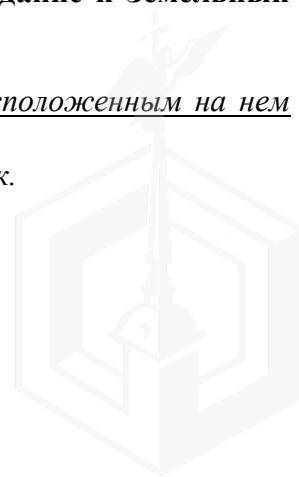 дание и Земельный
сположенным на нем
к.